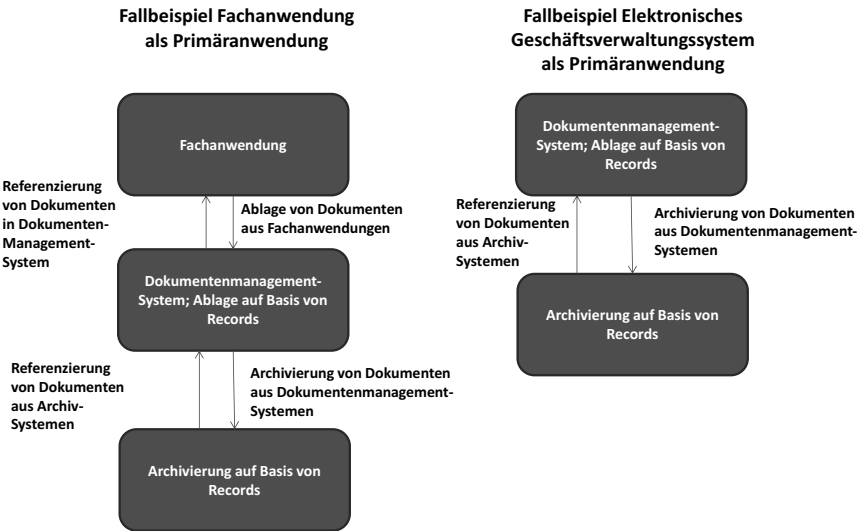 Fallbeispiel Fachanwendung
als Primäranwendung
Fachanwendung
Referenzierung
von Dokumenten
in Dokumenten-
Management-
System
Ablage von Dokumenten
aus Fachanwendungen
Dokumentenmanagement-
System; Ablage auf Basis von
Records
Referenzierung
von Dokumenten
aus Archiv-
Systemen
Archivierung von Dokumenten
aus Dokumentenmanagement-
Systemen
Archivierung auf Basis von
Records
Fallbeispiel Elektronisches
Geschäftsverwaltungssystem
als Primäranwendung
Dokumentenmanagement-
System; Ablage auf Basis von
Records
Referenzierung
von Dokumenten
aus Archiv-
Systemen
Archivierung von Dokumenten
aus Dokumentenmanagement-
Systemen
Archivierung auf Basis von
Records